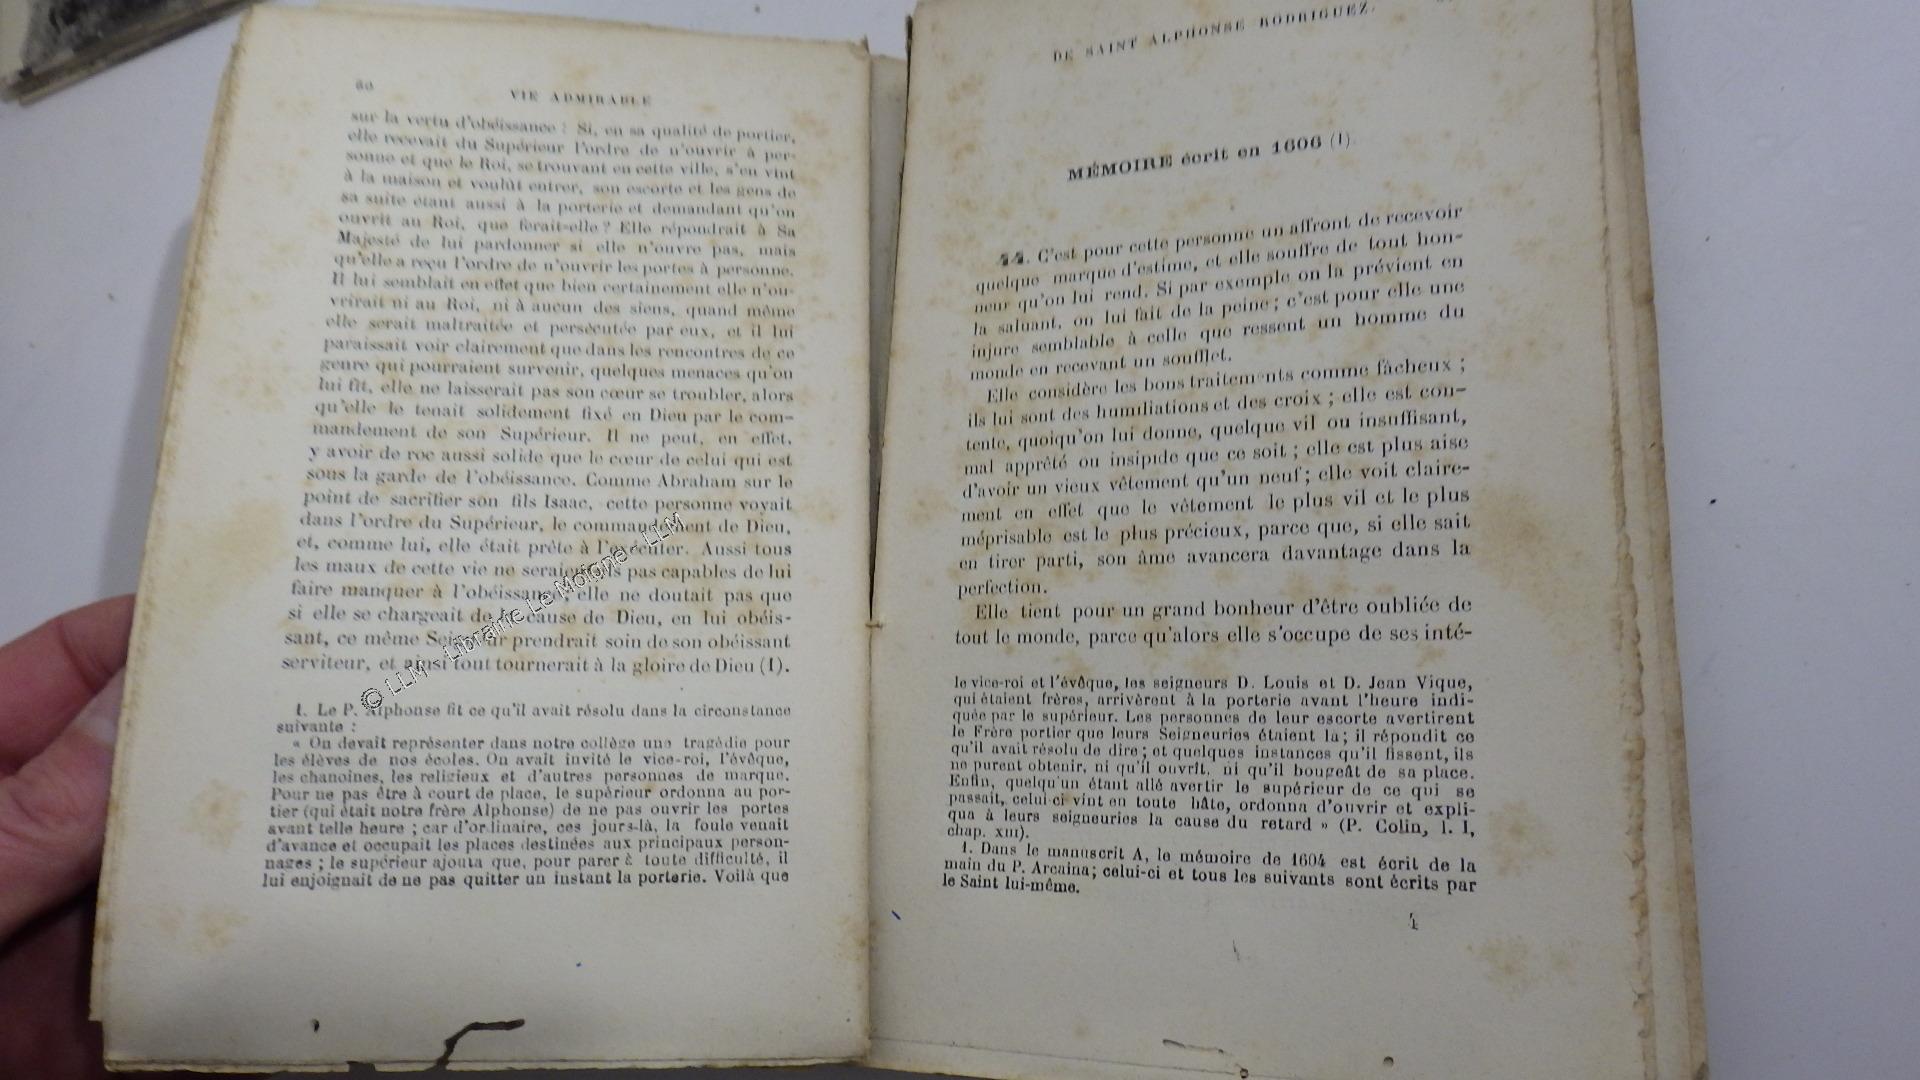 60
VIE ADMIRABLE
sur la vertu d'obéissance : Si, en sa qualité de portier,
elle recevait du Supérieur l'ordre de n'ouvrir à per-
sonne et que le Roi, se trouvant en cette ville, s'en vint
à la maison et voulût entrer, son escorte et les gens de
sa suite étant aussi à la porterie et demandant qu'on
ouvrit au Roi, que ferait-elle ? Elle répondrait à Sa
Majesté de lui pardonner si elle n'ouvre pas, mais
qu'elle a reçu l'ordre de n'ouvrir les portes à personne.
Il lui semblait en effet que bien certainement elle n'ou-
vrirait ni au Roi, ni à aucun des siens, quand même
elle serait maltraitée et persécutée par eux, et il lui
paraissait voir clairement que dans les rencontres de ce
genre qui pourraient survenir, quelques menaces qu'on
lui fit, elle ne laisserait pas son cœur se troubler, alors
qu'elle le tenait solidement fixé en Dieu par le com-
mandement de son Supérieur. Il ne peut, en effet,
y avoir de roc aussi solide que le cœur de celui qui est
sous la garde de l'obéissance. Comme Abraham sur le
point de sacrifier son fils Isaac, cette personne voyait
dans l'ordre du Supérieur, le commandement de Dieu,
et, comme lui, elle était prête à l'exécuter. Aussi tous
les maux de cette vie ne seraient-ils pas capables de lui
faire manquer à l'obéissance ; elle ne doutait pas que
si elle se chargeait de la cause de Dieu, en lui obéis-
sant, ce même Seigneur prendrait soin de son obéissant
serviteur, et ainsi tout tournerait à la gloire de Dieu (1).
1. Le P. Alphonse fit ce qu'il avait résolu dans la circonstance
suivante :
« On devait représenter dans notre collège une tragédie pour
les élèves de nos écoles. On avait invité le vice-roi, l'évêque,
les chanoines, les religieux et d'autres personnes de marque.
Pour ne pas être à court de place, le supérieur ordonna au por-
tier (qui était notre frère Alphonse) de ne pas ouvrir les portes
avant telle heure ; car d'ordinaire, ces jours-là, la foule venait
d'avance et occupait les places destinées aux principaux person-
nages ; le supérieur ajouta que, pour parer à toute difficulté, il
lui enjoignait de ne pas quitter un instant la porterie. Voilà que
© LLM - Librairie Le Moigne - LLM
DE SAINT ALPHONSE RODRIGUEZ.
MÉMOIRE écrit en 1606 (1).
44. C'est pour cette personne un affront de recevoir
quelque marque d'estime, et elle souffre de tout hon-
neur qu'on lui rend. Si par exemple on la prévient en
la saluant, on lui fait de la peine ; c'est pour elle une
injure semblable à celle que ressent un homme du
monde en recevant un soufflet.
Elle considère les bons traitements comme fâcheux ;
ils lui sont des humiliations et des croix ; elle est con-
tente, quoiqu'on lui donne, quelque vil ou insuffisant,
mal apprêté ou insipide que ce soit ; elle est plus aise
d'avoir un vieux vêtement qu'un neuf ; elle voit claire-
ment en effet que le vêtement le plus vil et le plus
méprisable est le plus précieux, parce que, si elle sait
en tirer parti, son âme avancera davantage dans la
perfection.
Elle tient pour un grand bonheur d'être oubliée de
tout le monde, parce qu'alors elle s'occupe de ses inté-
le vice-roi et l'évêque, les seigneurs D. Louis et D. Jean Vique,
qui étaient frères, arrivèrent à la porterie avant l'heure indi-
quée par le supérieur. Les personnes de leur escorte avertirent
le Frère portier que leurs Seigneuries étaient là ; il répondit ce
qu'il avait résolu de dire ; et quelques instances qu'il fissent, ils
ne purent obtenir, ni qu'il ouvrît, ni qu'il bougeât de sa place.
Enfin, quelqu'un étant allé avertir le supérieur de ce qui se
passait, celui-ci vint en toute hâte, ordonna d'ouvrir et expli-
qua à leurs seigneuries la cause du retard » (P. Colin, l. I,
chap. XIII).
1. Dans le manuscrit A, le mémoire de 1604 est écrit de la
main du P. Arcaina ; celui-ci et tous les suivants sont écrits par
le Saint lui-même.
4